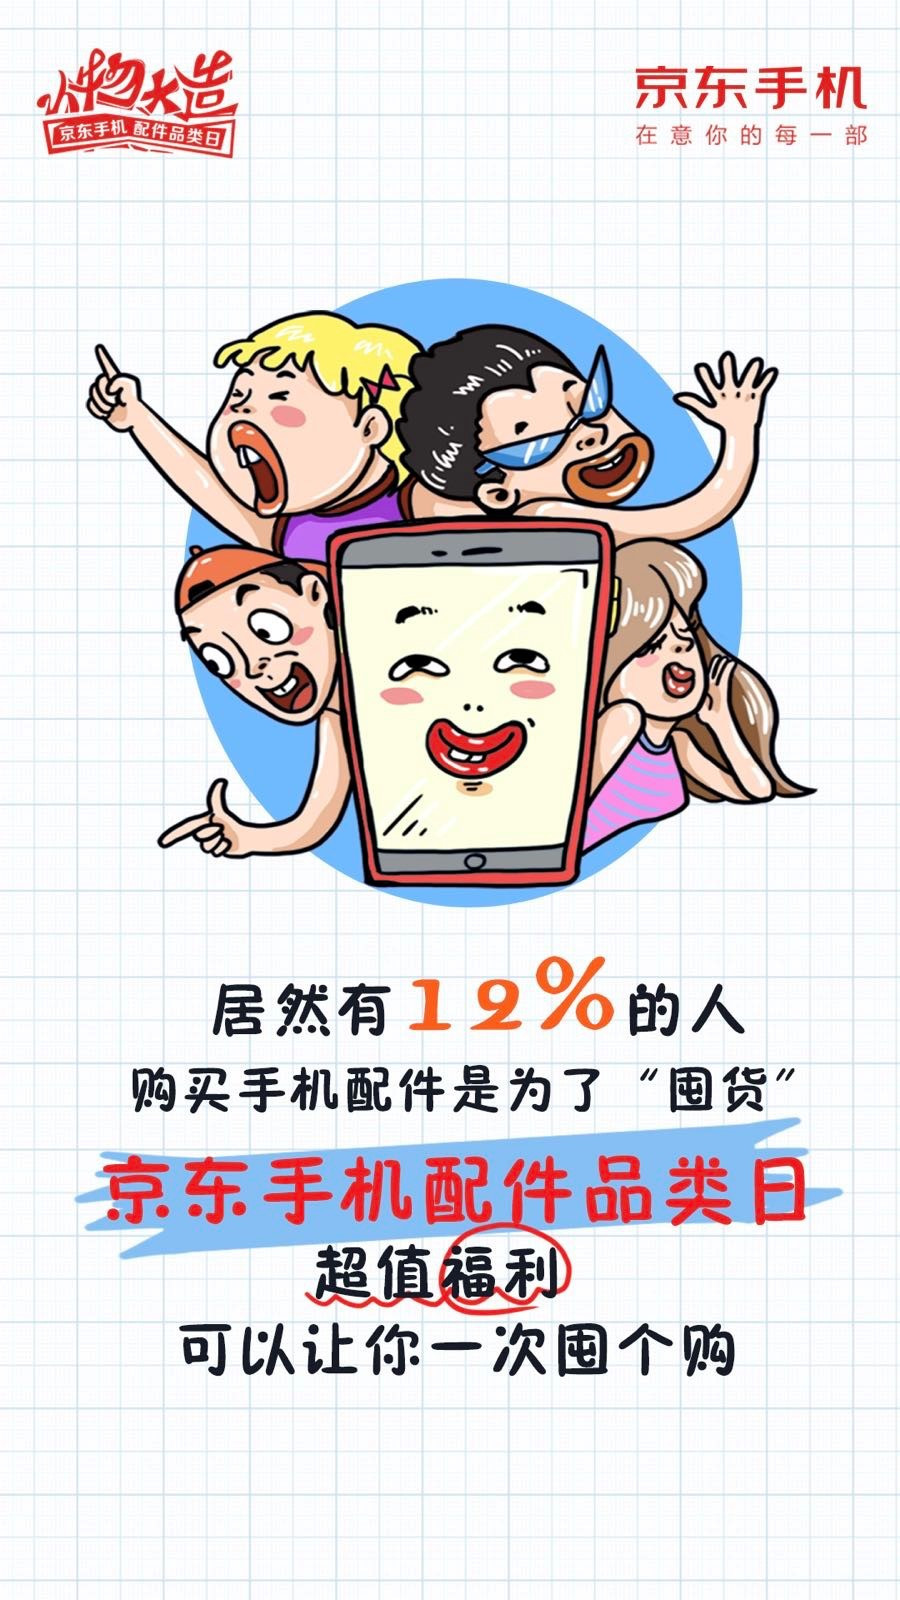 小物大造
京东手机 配件品类日
京东手机
在意你的每一部
居然有12%的人
购买手机配件是为了“囤货”
京东手机配件品类日
超值福利
可以让你一次囤个购